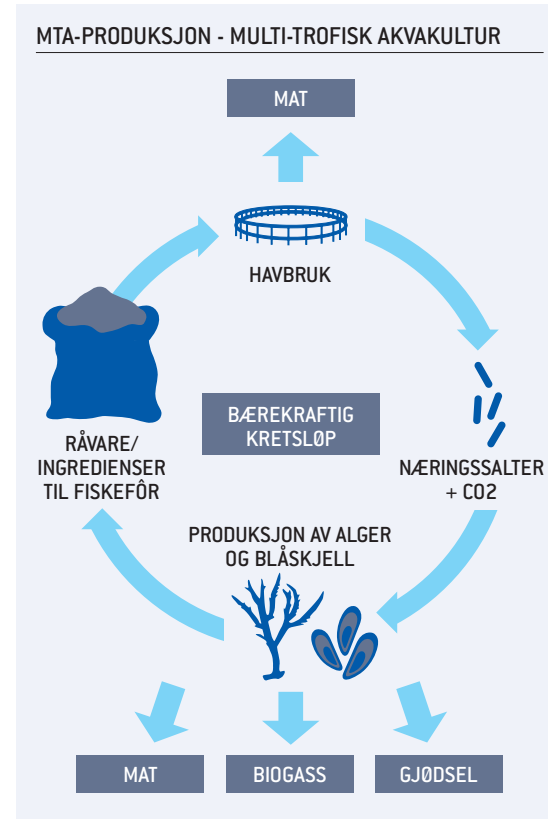 MTA-PRODUKSJON - MULTI-TROFISK AKVAKULTUR
MAT
HAVBRUK
BÆREKRAFTIG
KRETSLØP
RÅVARE/
INGREDIENSER
TIL FISKEFÔR
NÆRINGSSALTER
+ CO2
PRODUKSJON AV ALGER
OG BLÅSKJELL
MAT
BIOGASS
GJØDSEL